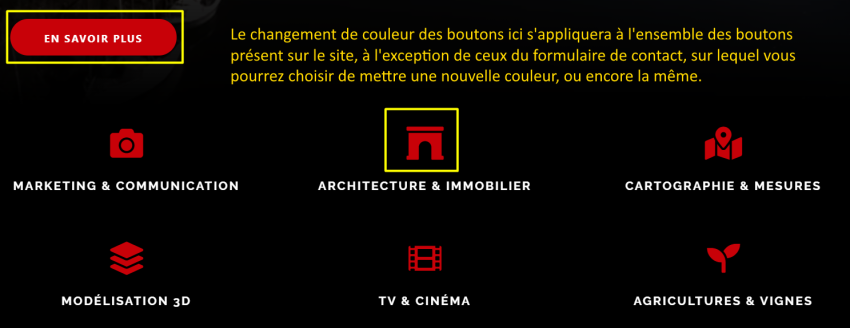 EN SAVOIR PLUS
Le changement de couleur des boutons ici s'appliquera à l'ensemble des boutons
présent sur le site, à l'exception de ceux du formulaire de contact, sur lequel vous
pourrez choisir de mettre une nouvelle couleur, ou encore la même.
MARKETING & COMMUNICATION
ARCHITECTURE & IMMOBILIER
CARTOGRAPHIE & MESURES
MODÉLISATION 3D
TV & CINÉMA
AGRICULTURES & VIGNES